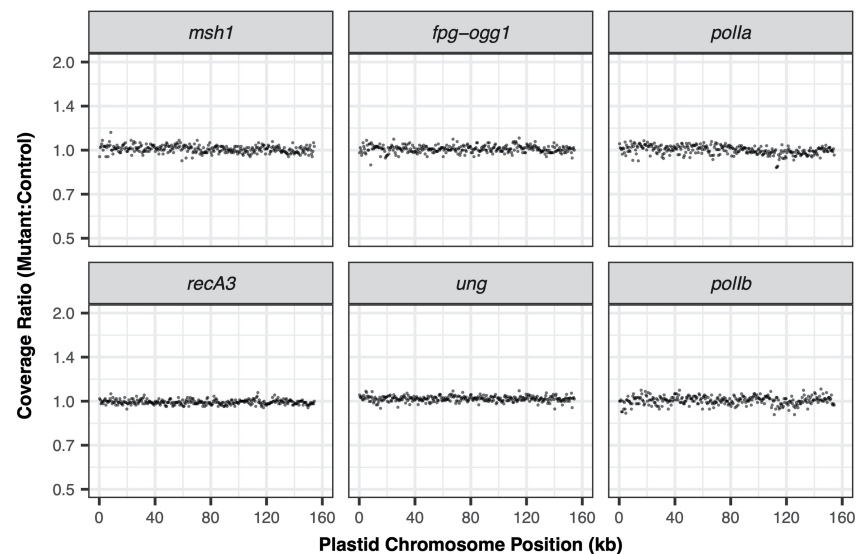 msh1 fpg−ogg1 polIa
2.0
1.4
1.0
0.7
0.5
recA3 ung polIb
2.0
1.4
1.0
0.7
0.5
0 40 80 120 160 0 40 80 120 160 0 40 80 120 160
Plastid Chromosome Position (kb)
Coverage Ratio (Mutant:Control)